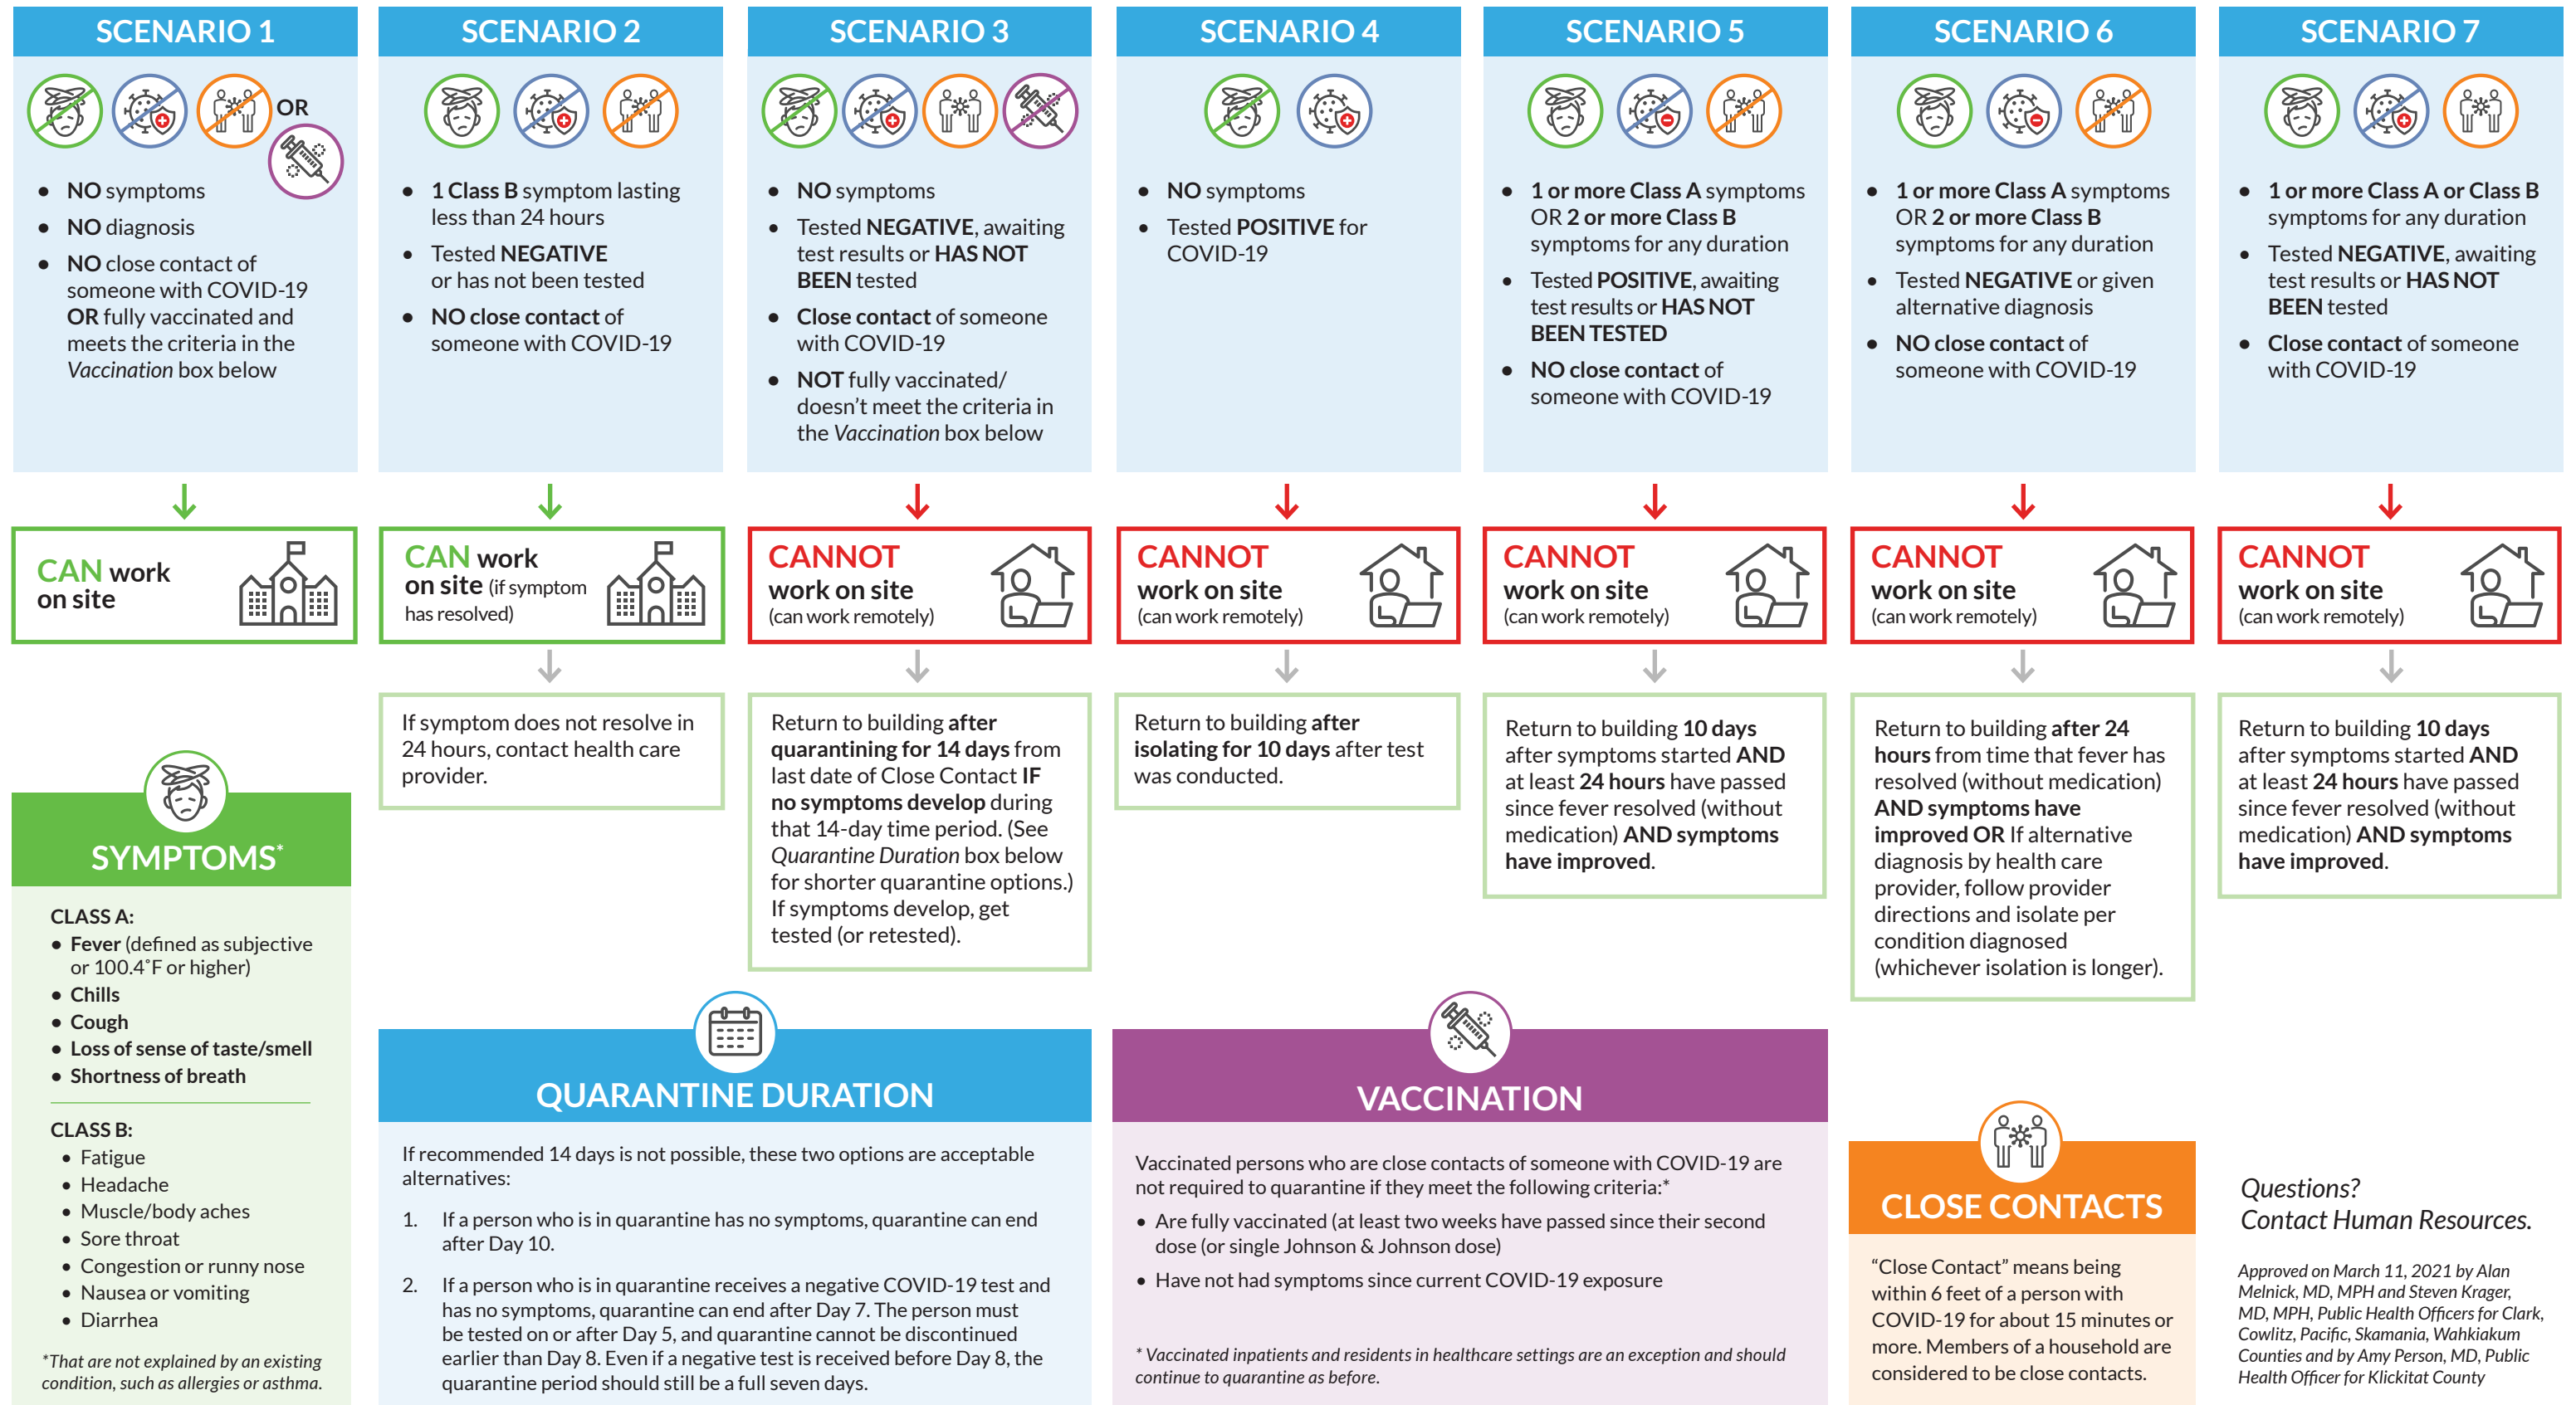 SCENARIO 1
OR
● NO symptoms
● NO diagnosis
● NO close contact of
someone with COVID-19
OR fully vaccinated and
meets the criteria in the
Vaccination box below
CAN work
on site
SCENARIO 2
● 1 Class B symptom lasting
less than 24 hours
• Tested NEGATIVE
or has not been tested
● NO close contact of
someone with COVID-19
CAN work
on site (if symptom
has resolved)
If symptom does not resolve in
24 hours, contact health care
provider.
SCENARIO 3
● NO symptoms
• Tested NEGATIVE, awaiting
test results or HAS NOT
BEEN tested
● Close contact of someone
with COVID-19
● NOT fully vaccinated/
doesn’t meet the criteria in
the Vaccination box below
CANNOT
work on site
(can work remotely)
Return to building after
quarantining for 14 days from
last date of Close Contact IF
no symptoms develop during
that 14-day time period. (See
Quarantine Duration box below
for shorter quarantine options.)
If symptoms develop, get
tested (or retested).
SCENARIO 4
● NO symptoms
• Tested POSITIVE for
COVID-19
CANNOT
work on site
(can work remotely)
Return to building after
isolating for 10 days after test
was conducted.
SCENARIO 5
● 1 or more Class A symptoms
OR 2 or more Class B
symptoms for any duration
• Tested POSITIVE, awaiting
test results or HAS NOT
BEEN TESTED
● NO close contact of
someone with COVID-19
CANNOT
work on site
(can work remotely)
Return to building 10 days
after symptoms started AND
at least 24 hours have passed
since fever resolved (without
medication) AND symptoms
have improved.
SCENARIO 6
● 1 or more Class A symptoms
OR 2 or more Class B
symptoms for any duration
• Tested NEGATIVE or given
alternative diagnosis
● NO close contact of
someone with COVID-19
CANNOT
work on site
(can work remotely)
Return to building after 24
hours from time that fever has
resolved (without medication)
AND symptoms have
improved OR If alternative
diagnosis by health care
provider, follow provider
directions and isolate per
condition diagnosed
(whichever isolation is longer).
SCENARIO 7
● 1 or more Class A or Class B
symptoms for any duration
• Tested NEGATIVE, awaiting
test results or HAS NOT
BEEN tested
● Close contact of someone
with COVID-19
CANNOT
work on site
(can work remotely)
Return to building 10 days
after symptoms started AND
at least 24 hours have passed
since fever resolved (without
medication) AND symptoms
have improved.
SYMPTOMS*
CLASS A:
● Fever (defined as subjective
or 100.4˚F or higher)
● Chills
● Cough
● Loss of sense of taste/smell
● Shortness of breath
CLASS B:
• Fatigue
• Headache
• Muscle/body aches
• Sore throat
• Congestion or runny nose
• Nausea or vomiting
• Diarrhea
*That are not explained by an existing
condition, such as allergies or asthma.
QUARANTINE DURATION
If recommended 14 days is not possible, these two options are acceptable
alternatives:
1. If a person who is in quarantine has no symptoms, quarantine can end
after Day 10.
2. If a person who is in quarantine receives a negative COVID-19 test and
has no symptoms, quarantine can end after Day 7. The person must
be tested on or after Day 5, and quarantine cannot be discontinued
earlier than Day 8. Even if a negative test is received before Day 8, the
quarantine period should still be a full seven days.
VACCINATION
Vaccinated persons who are close contacts of someone with COVID-19 are
not required to quarantine if they meet the following criteria:*
• Are fully vaccinated (at least two weeks have passed since their second
dose (or single Johnson & Johnson dose)
• Have not had symptoms since current COVID-19 exposure
* Vaccinated inpatients and residents in healthcare settings are an exception and should
continue to quarantine as before.
CLOSE CONTACTS
“Close Contact” means being
within 6 feet of a person with
COVID-19 for about 15 minutes or
more. Members of a household are
considered to be close contacts.
Questions?
Contact Human Resources.
Approved on March 11, 2021 by Alan
Melnick, MD, MPH and Steven Krager,
MD, MPH, Public Health Officers for Clark,
Cowlitz, Pacific, Skamania, Wahkiakum
Counties and by Amy Person, MD, Public
Health Officer for Klickitat County